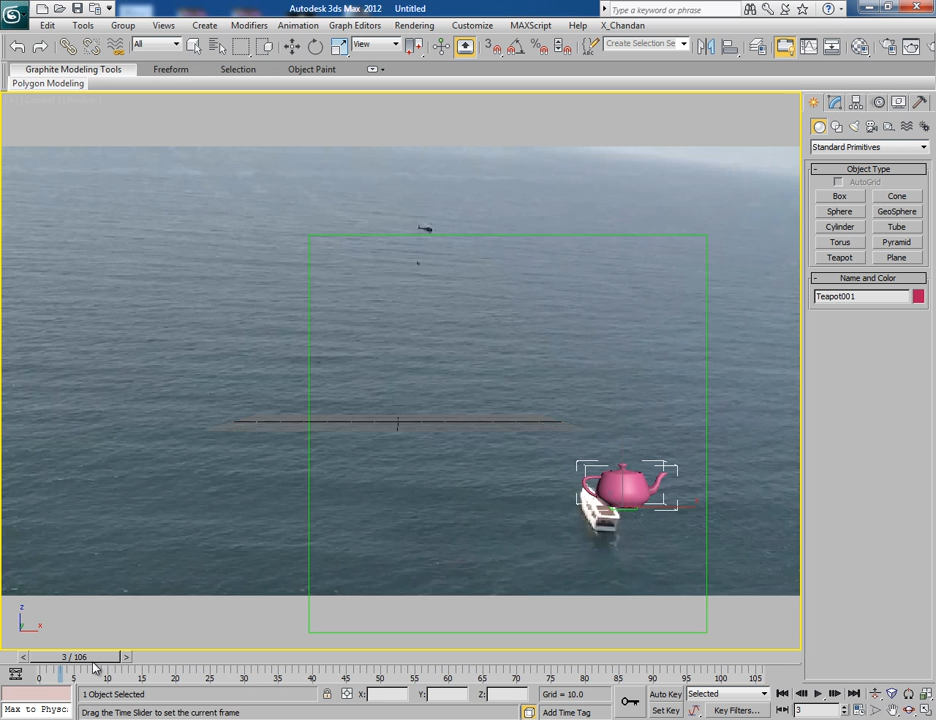 Autodesk 3ds Max 2012 Untitled
Type a keyword or phrase
Edit Tools Group Views Create Modifiers Animation Graph Editors Rendering Customize MAXScript Help X_Chandan
All
View
Create Selection Se
Graphite Modeling Tools Freeform Selection Object Paint
Polygon Modeling
Standard Primitives
- Object Type
AutoGrid
Box Cone
Sphere GeoSphere
Cylinder Tube
Torus Pyramid
Teapot Plane
- Name and Color
Teapot001
z
x
< 3 / 106 >
0 5 10 15 20 25 30 35 40 45 50 55 60 65 70 75 80 85 90 95 100 105
1 Object Selected X: Y: Z: Grid = 10.0 Auto Key Selected
Max to Physc: Drag the Time Slider to set the current frame Add Time Tag Set Key Key Filters... 3